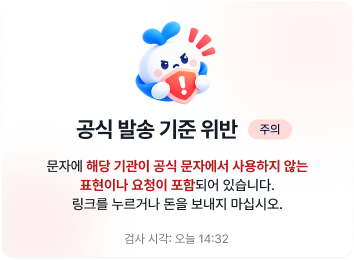 공식 발송 기준 위반 주의
문자에 해당 기관이 공식 문자에서 사용하지 않는
표현이나 요청이 포함되어 있습니다.
링크를 누르거나 돈을 보내지 마십시오.
검사 시각: 오늘 14:32